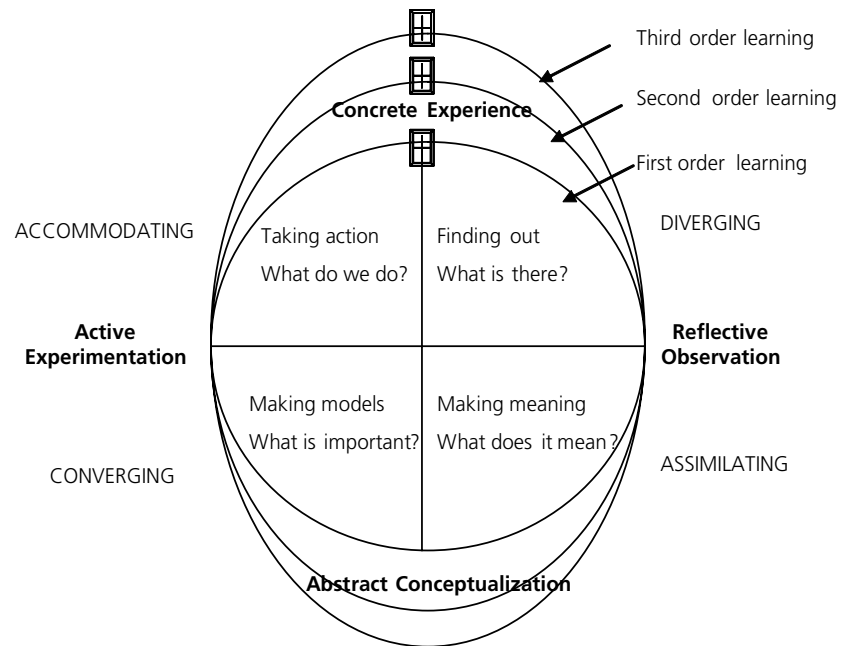 Third order learning
Second order learning
Concrete Experience
First order learning
ACCOMMODATING
DIVERGING
Taking action
What do we do?
Finding out
What is there?
Active
Experimentation
Reflective
Observation
Making models
What is important?
Making meaning
What does it mean?
CONVERGING
ASSIMILATING
Abstract Conceptualization